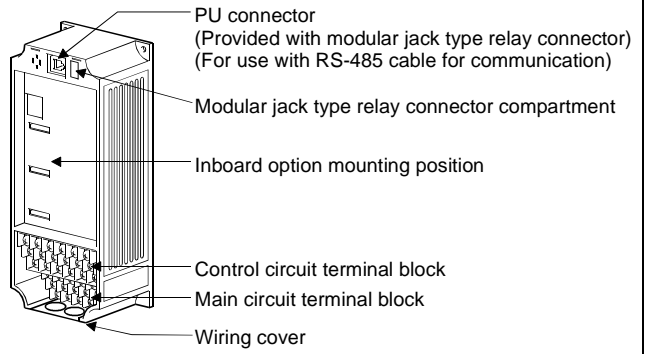 PU connector
(Provided with modular jack type relay connector)
(For use with RS-485 cable for communication)
Modular jack type relay connector compartment
Inboard option mounting position
Control circuit terminal block
Main circuit terminal block
Wiring cover